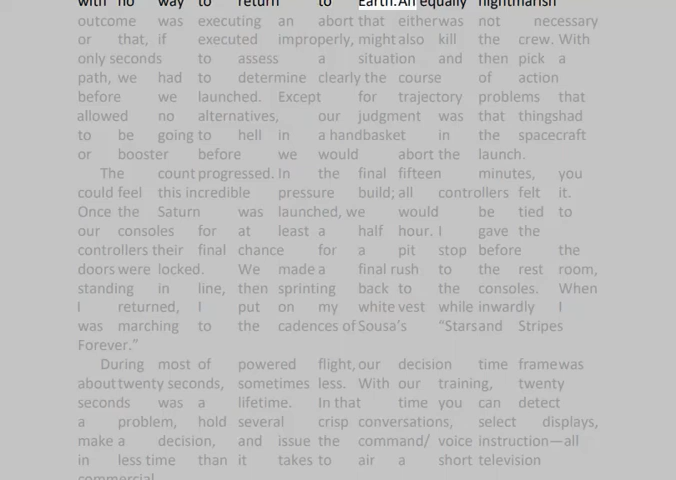 with no way to return to Earth. An equally nightmarish
outcome was executing an abort that either was not necessary
or that, if executed improperly, might also kill the crew. With
only seconds to assess a situation and then pick a
path, we had to determine clearly the course of action
before we launched. Except for trajectory problems that
allowed no alternatives, our judgment was that things had
to be going to hell in a handbasket in the spacecraft
or booster before we would abort the launch.
The count progressed. In the final fifteen minutes, you
could feel this incredible pressure build; all controllers felt it.
Once the Saturn was launched, we would be tied to
our consoles for at least a half hour. I gave the
controllers their final chance for a pit stop before the
doors were locked. We made a final rush to the rest room,
standing in line, then sprinting back to the consoles. When
I returned, I put on my white vest while inwardly I
was marching to the cadences of Sousa's “Stars and Stripes
Forever.”
During most of powered flight, our decision time frame was
about twenty seconds, sometimes less. With our training, twenty
seconds was a lifetime. In that time you can detect
a problem, hold several crisp conversations, select displays,
make a decision, and issue the command/ voice instruction—all
in less time than it takes to air a short television
commercial.